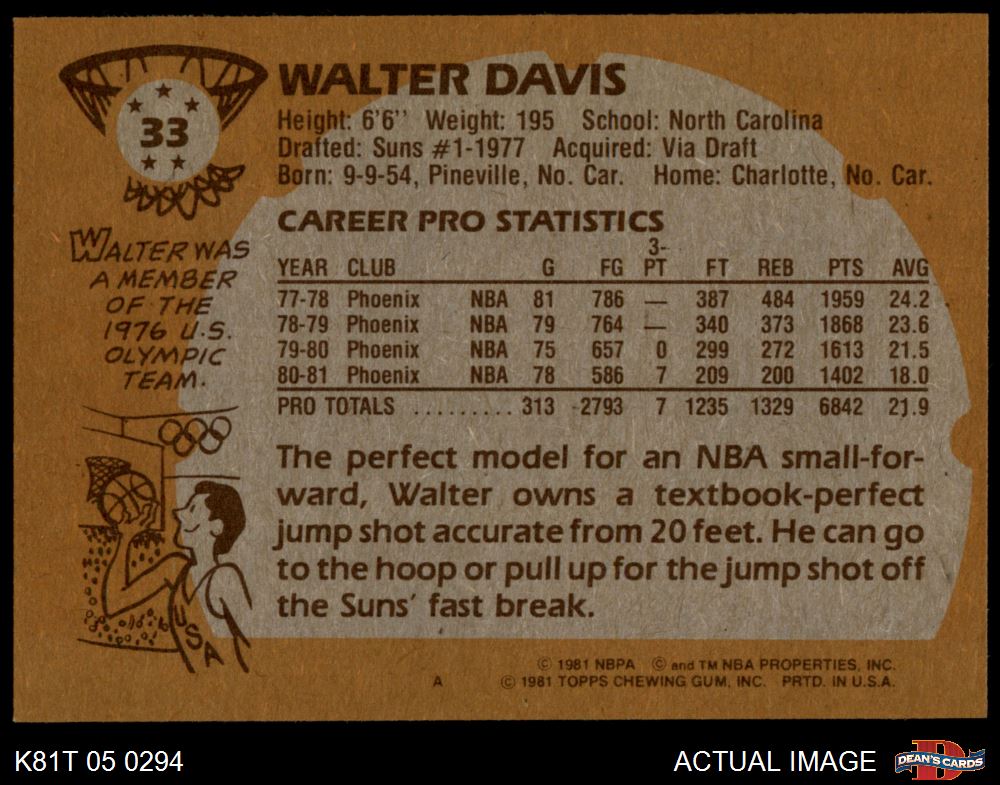 33
WALTER DAVIS
Height: 6'6'' Weight: 195 School: North Carolina
Drafted: Suns #1-1977 Acquired: Via Draft
Born: 9-9-54, Pineville, No. Car. Home: Charlotte, No. Car.
WALTER WAS
A MEMBER
OF THE
1976 U.S.
OLYMPIC
TEAM.
USA
CAREER PRO STATISTICS
3-
YEAR CLUB G FG PT FT REB PTS AVG
77-78 Phoenix NBA 81 786 — 387 484 1959 24.2
78-79 Phoenix NBA 79 764 — 340 373 1868 23.6
79-80 Phoenix NBA 75 657 0 299 272 1613 21.5
80-81 Phoenix NBA 78 586 7 209 200 1402 18.0
PRO TOTALS .......... 313 2793 7 1235 1329 6842 21.9
The perfect model for an NBA small-for-
ward, Walter owns a textbook-perfect
jump shot accurate from 20 feet. He can go
to the hoop or pull up for the jump shot off
the Suns' fast break.
© 1981 NBPA © and TM NBA PROPERTIES, INC.
A © 1981 TOPPS CHEWING GUM, INC. PRTD. IN U.S.A.
K81T 05 0294 ACTUAL IMAGE DEAN'S CARDS